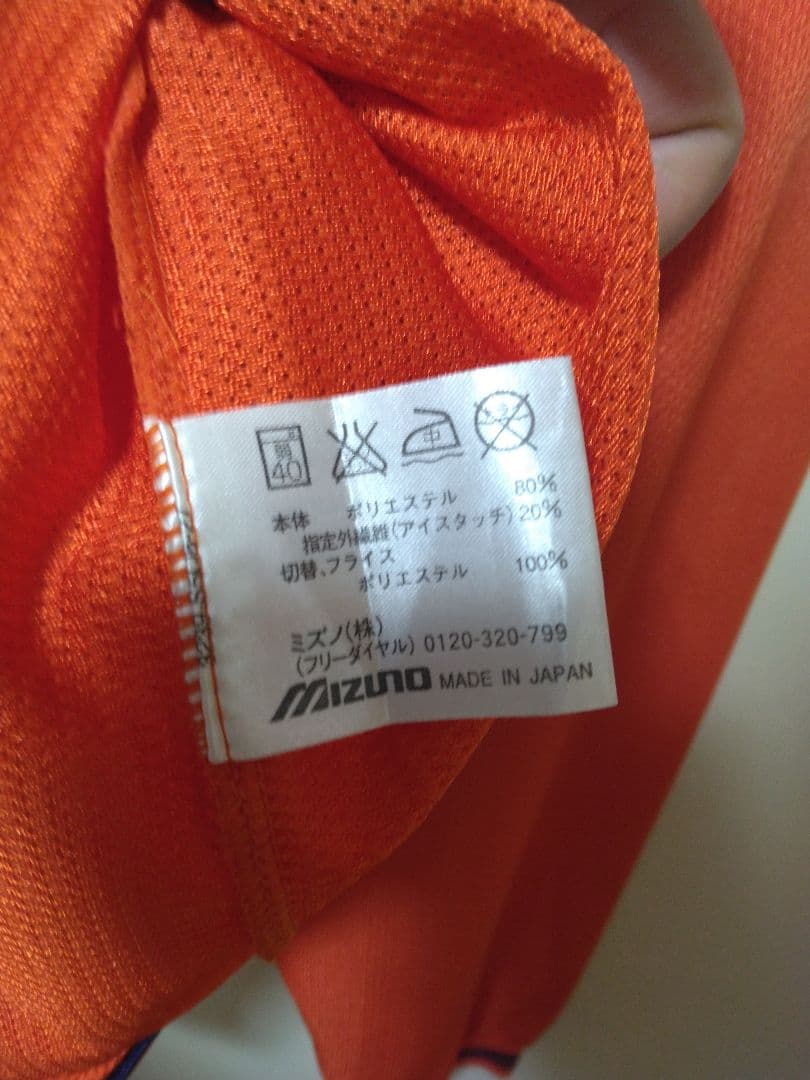 弱
40
中
本体 ポリエステル 80%
指定外繊維(アイスタッチ) 20%
切替、フライス
ポリエステル 100%
ミズノ(株)
(フリーダイヤル) 0120-320-799
MIZUNO MADE IN JAPAN